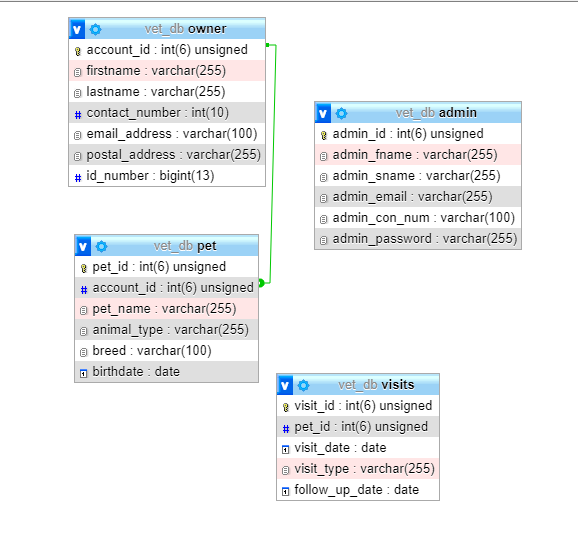 vet_db owner
account_id : int(6) unsigned
firstname : varchar(255)
lastname : varchar(255)
contact_number : int(10)
email_address : varchar(100)
postal_address : varchar(255)
id_number : bigint(13)
vet_db admin
admin_id : int(6) unsigned
admin_fname : varchar(255)
admin_sname : varchar(255)
admin_email : varchar(255)
admin_con_num : varchar(100)
admin_password : varchar(255)
vet_db pet
pet_id : int(6) unsigned
account_id : int(6) unsigned
pet_name : varchar(255)
animal_type : varchar(255)
breed : varchar(100)
birthdate : date
vet_db visits
visit_id : int(6) unsigned
pet_id : int(6) unsigned
visit_date : date
visit_type : varchar(255)
follow_up_date : date